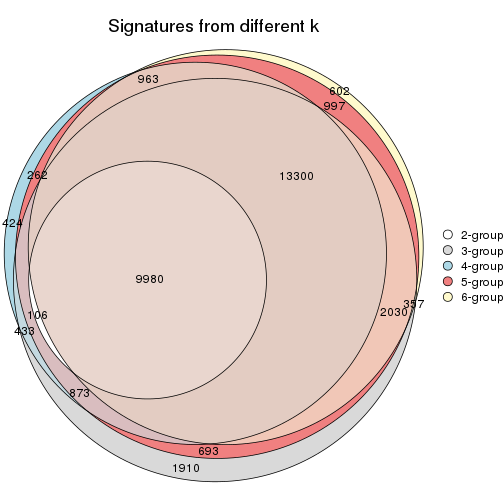 Signatures from different k
963
602
997
262
13300
424
9980
106
433
357
2030
873
693
1910
2-group
3-group
4-group
5-group
6-group